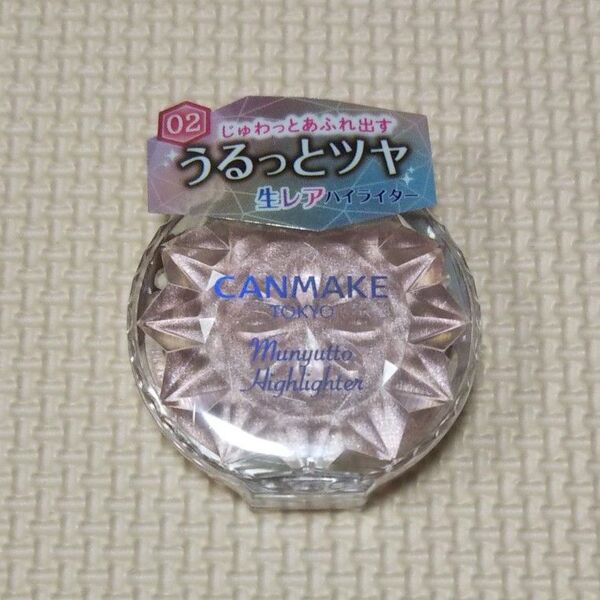 02
じゅわっとあふれ出す
うるっとツヤ
生レアハイライター
CANMAKE
TOKYO
Munyutto
Highlighter